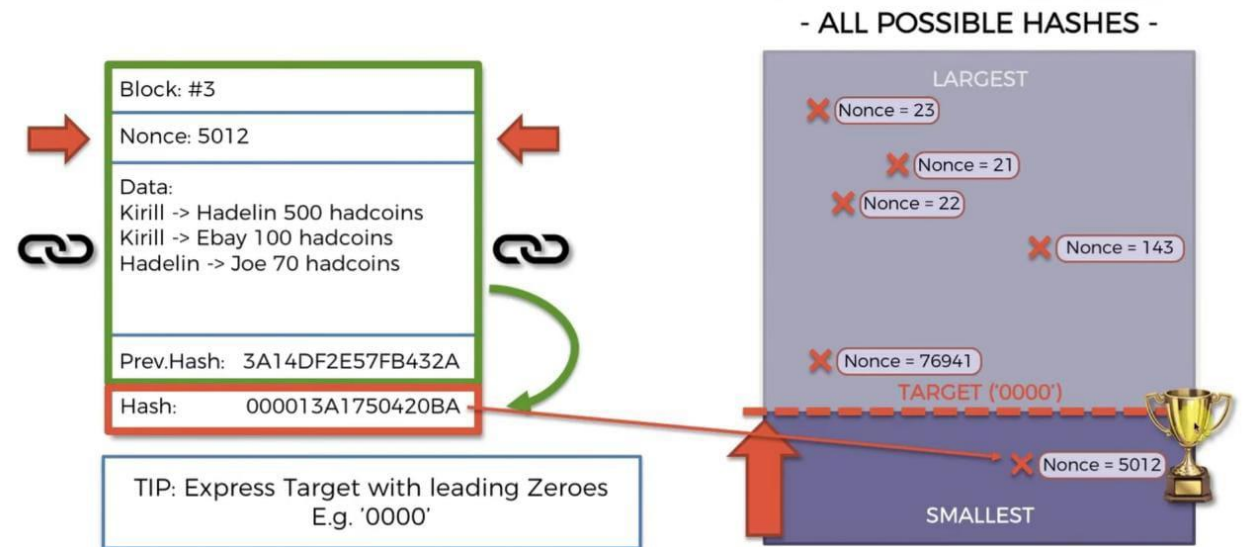 - ALL POSSIBLE HASHES -
Block: #3
Nonce: 5012
Data:
Kirill -> Hadelin 500 hadcoins
Kirill -> Ebay 100 hadcoins
Hadelin -> Joe 70 hadcoins
Prev.Hash: 3A14DF2E57FB432A
Hash: 000013A1750420BA
TIP: Express Target with leading Zeroes
E.g. '0000'
LARGEST
Nonce = 23
Nonce = 21
Nonce = 22
Nonce = 143
Nonce = 76941
TARGET ('0000')
Nonce = 5012
SMALLEST